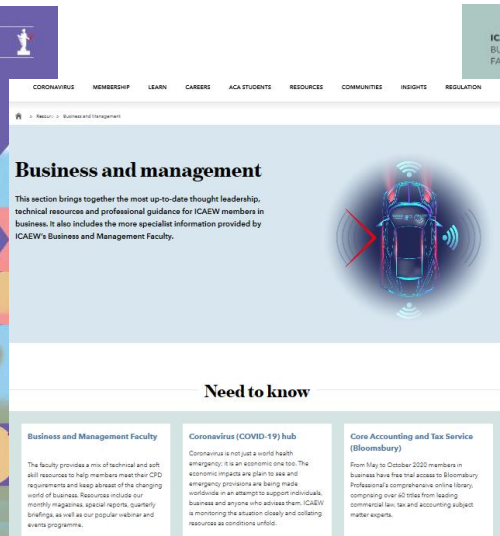 IC
BU
FA
CORONAVIRUS MEMBERSHIP LEARN CAREERS ACA STUDENTS RESOURCES COMMUNITIES INSIGHTS REGULATION
> > Business and Management
Business and management
This section brings together the most up-to-date thought leadership,
technical resources and professional guidance for ICAEW members in
business. It also includes the more specialist information provided by
ICAEW's Business and Management Faculty.
Need to know
Business and Management Faculty
The faculty provides a mix of technical and soft
skill resources to help members meet their CPD
requirements and keep abreast of the changing
world of business. Resources include our
monthly magazines, special reports, quarterly
briefings, as well as our popular webinar and
events programme.
Coronavirus (COVID-19) hub
Coronavirus is not just a world health
emergency; it is an economic one too. The
economic impacts are plain to see and
emergency provisions are being made
worldwide in an attempt to support individuals,
business and anyone who advises them. ICAEW
is monitoring the situation closely and collating
resources as conditions unfold.
Core Accounting and Tax Service
(Bloomsbury)
From May to October 2020 members in
business have free trial access to Bloomsbury
Professional's comprehensive online library,
comprising over 60 titles from leading
commercial law, tax and accounting subject
matter experts.